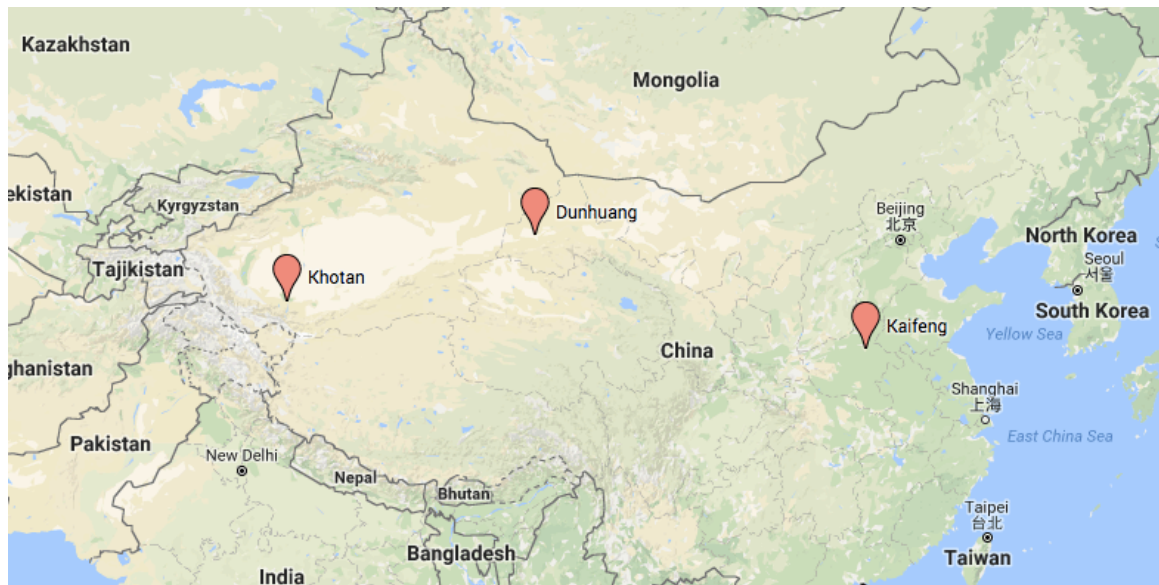 Kazakhstan
Mongolia
ekistan
Kyrgyzstan
Dunhuang
Beijing
北京
North Korea
Tajikistan
Khotan
Seoul
서울
South Korea
Kaifeng
Yellow Sea
China
ghanistan
Shanghai
上海
Pakistan
New Delhi
East China Sea
Nepal
Bhutan
Taipei
台北
Bangladesh
Taiwan
India